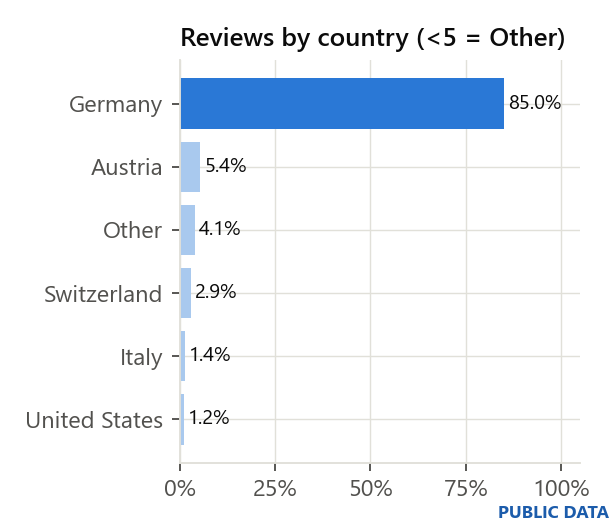 Reviews by country (<5 = Other)
Germany 85.0%
Austria 5.4%
Other 4.1%
Switzerland 2.9%
Italy 1.4%
United States 1.2%
0% 25% 50% 75% 100%
PUBLIC DATA